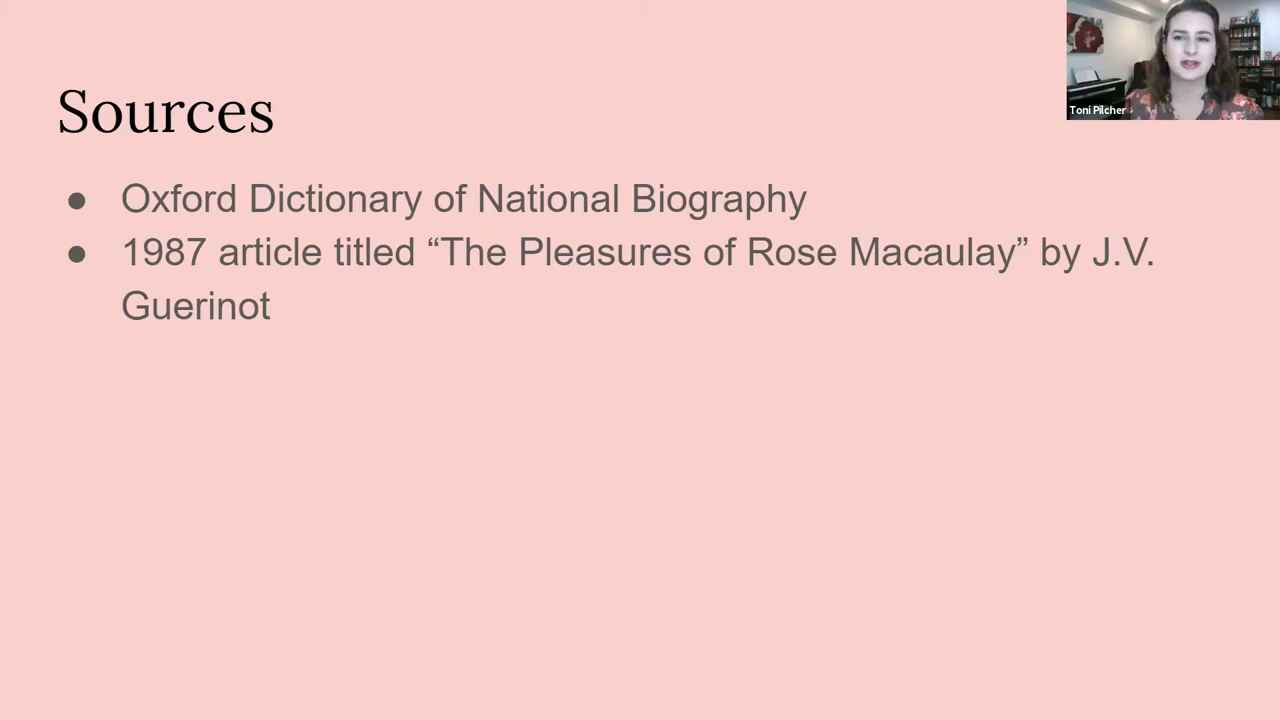 Toni Pilcher
Sources
● Oxford Dictionary of National Biography
● 1987 article titled “The Pleasures of Rose Macaulay” by J.V.
Guerinot